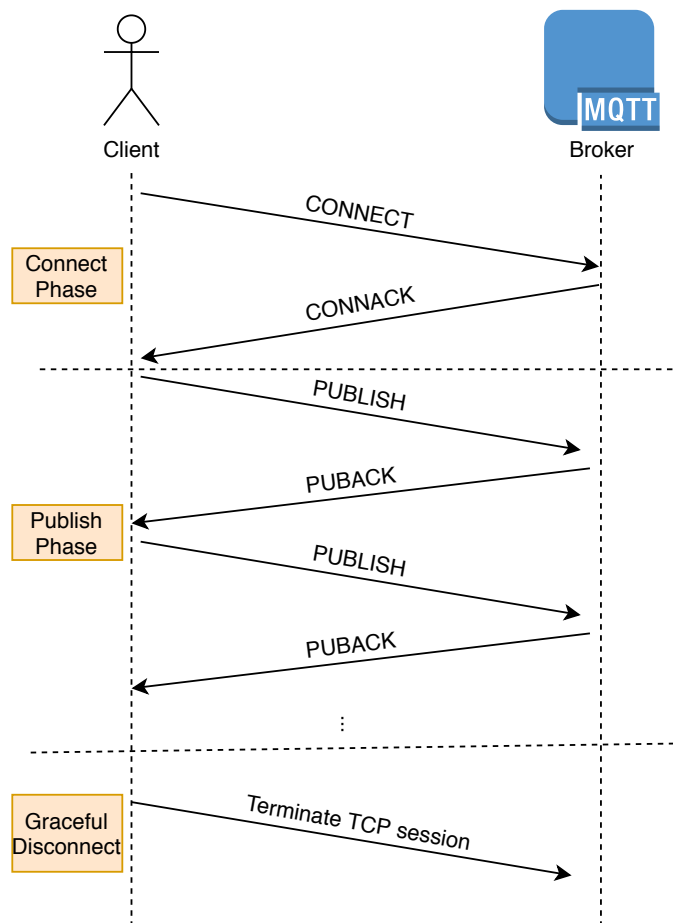 MQTT
Client
Broker
CONNECT
Connect
Phase
CONNACK
PUBLISH
PUBACK
Publish
Phase
PUBLISH
PUBACK
...
Terminate TCP session
Graceful
Disconnect